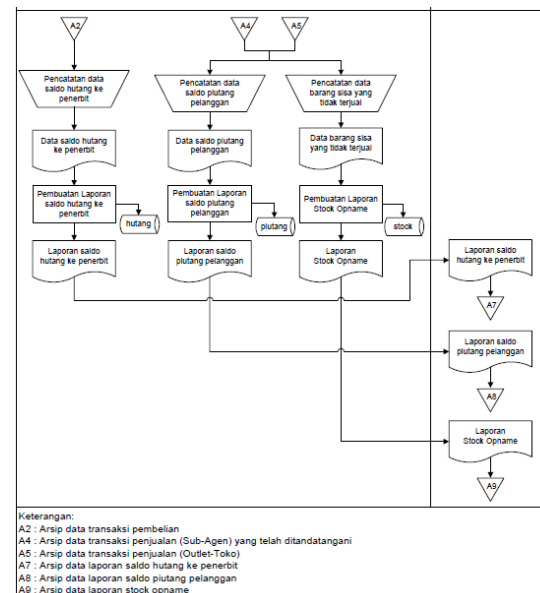 A2
A4
A5
Pencatatan data
saldo hutang ke
penerbit
Pencatatan data
saldo piutang
pelanggan
Pencatatan data
barang sisa yang
tidak terjual
Data saldo hutang
ke penerbit
Data saldo piutang
pelanggan
Data barang sisa
yang tidak terjual
Pembuatan Laporan
saldo hutang ke
penerbit
hutang
Pembuatan Laporan
saldo piutang
pelanggan
piutang
Pembuatan Laporan
Stock Opname
stock
Laporan saldo
hutang ke penerbit
Laporan saldo
piutang pelanggan
Laporan
Stock Opname
Laporan saldo
hutang ke penerbit
A7
Laporan saldo
piutang pelanggan
A8
Laporan
Stock Opname
A9
Keterangan:
A2 : Arsip data transaksi pembelian
A4 : Arsip data transaksi penjualan (Sub-Agen) yang telah ditandatangani
A5 : Arsip data transaksi penjualan (Outlet-Toko)
A7 : Arsip data laporan saldo hutang ke penerbit
A8 : Arsip data laporan saldo piutang pelanggan
A9 : Arsip data laporan stock opname